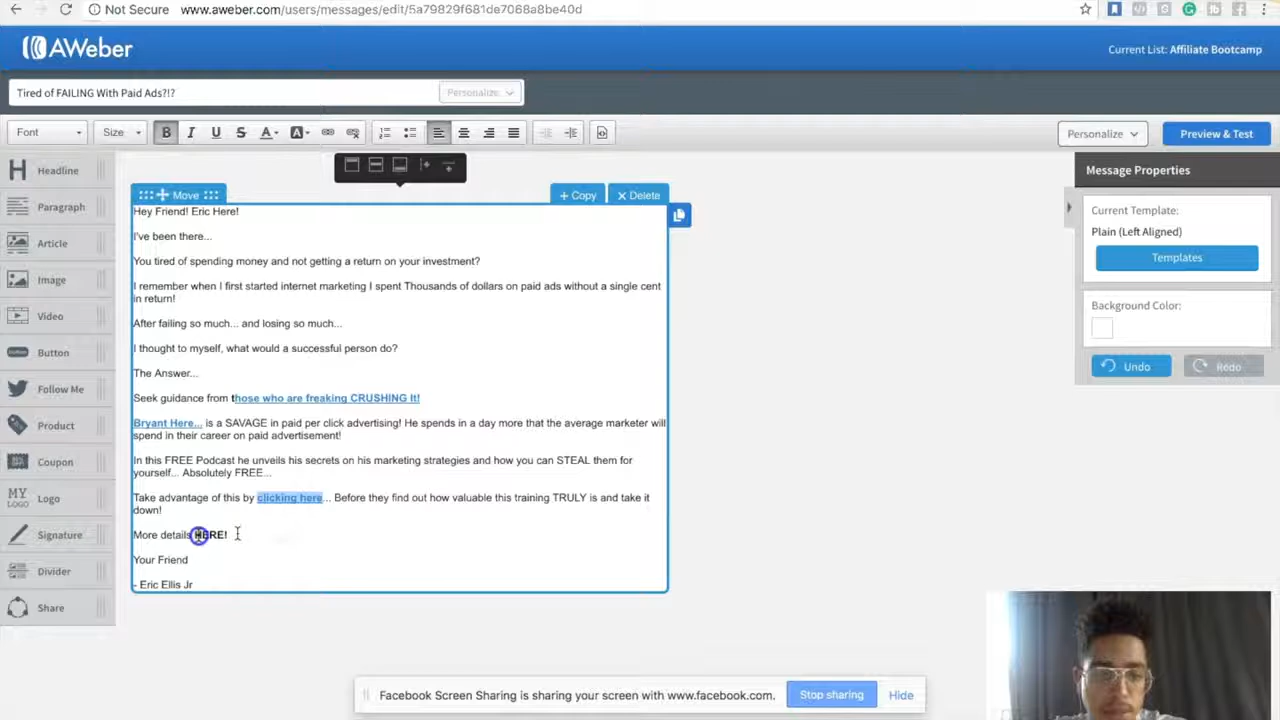 Not Secure www.aweber.com/users/messages/edit/5a79829f681de7068a8be40d
AWeber
Current List: Affiliate Bootcamp
Tired of FAILING With Paid Ads?!?
Personalize
Font
Size
B I U S A A
Personalize
Preview & Test
Headline
Paragraph
Article
Image
Video
Button
Follow Me
Product
Coupon
MY LOGO
Logo
Signature
Divider
Share
Move
+ Copy
Delete
Hey Friend! Eric Here!
I've been there...
You tired of spending money and not getting a return on your investment?
I remember when I first started internet marketing I spent Thousands of dollars on paid ads without a single cent
in return!
After failing so much... and losing so much...
I thought to myself, what would a successful person do?
The Answer...
Seek guidance from those who are freaking CRUSHING It!
Bryant Here... is a SAVAGE in paid per click advertising! He spends in a day more that the average marketer will
spend in their career on paid advertisement!
In this FREE Podcast he unveils his secrets on his marketing strategies and how you can STEAL them for
yourself... Absolutely FREE...
Take advantage of this by clicking here... Before they find out how valuable this training TRULY is and take it
down!
More details HERE!
Your Friend
- Eric Ellis Jr
Message Properties
Current Template:
Plain (Left Aligned)
Templates
Background Color:
Undo
Redo
Facebook Screen Sharing is sharing your screen with www.facebook.com.
Stop sharing
Hide